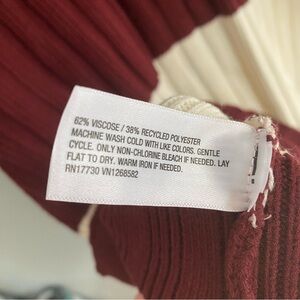 62% VISCOSE / 38% RECYCLED POLYESTER
MACHINE WASH COLD WITH LIKE COLORS. GENTLE
CYCLE. ONLY NON-CHLORINE BLEACH IF NEEDED. LAY
FLAT TO DRY. WARM IRON IF NEEDED.
RN17730 VN1268582